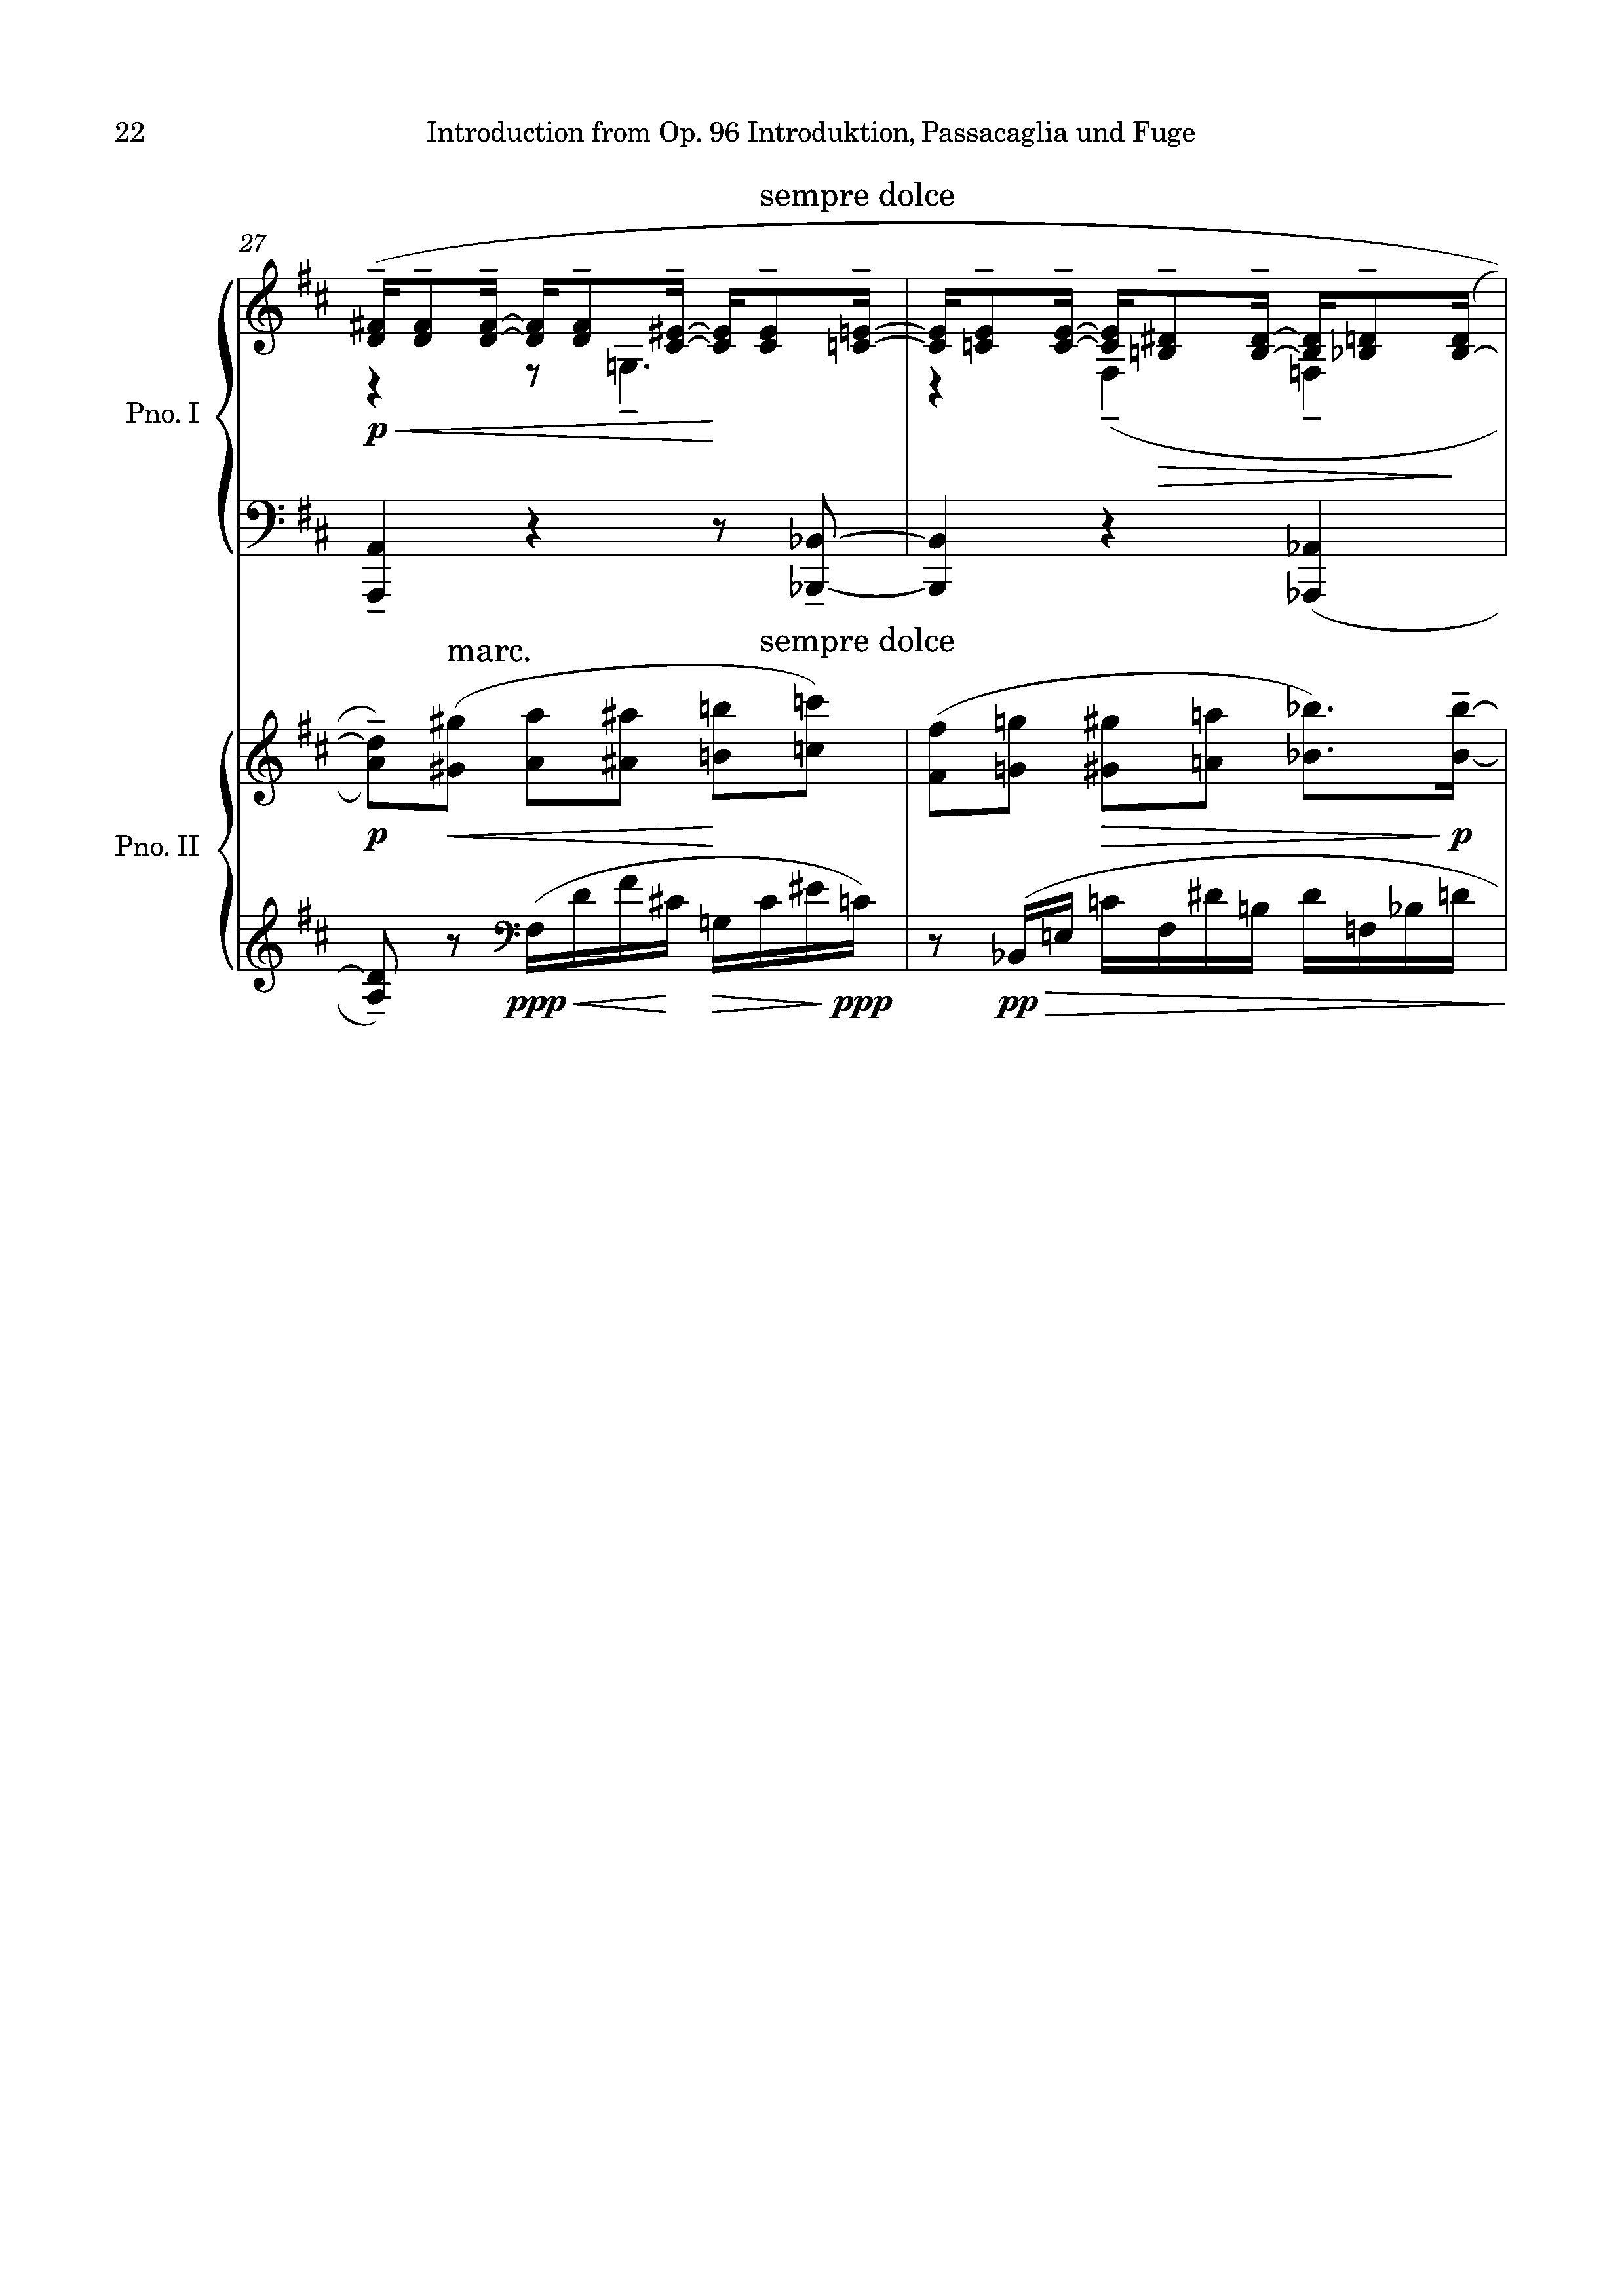 22 Introduction from Op. 96 Introduktion, Passacaglia und Fuge
sempre dolce
27
Pno. I
p
marc. sempre dolce
Pno. II
p p
ppp ppp pp